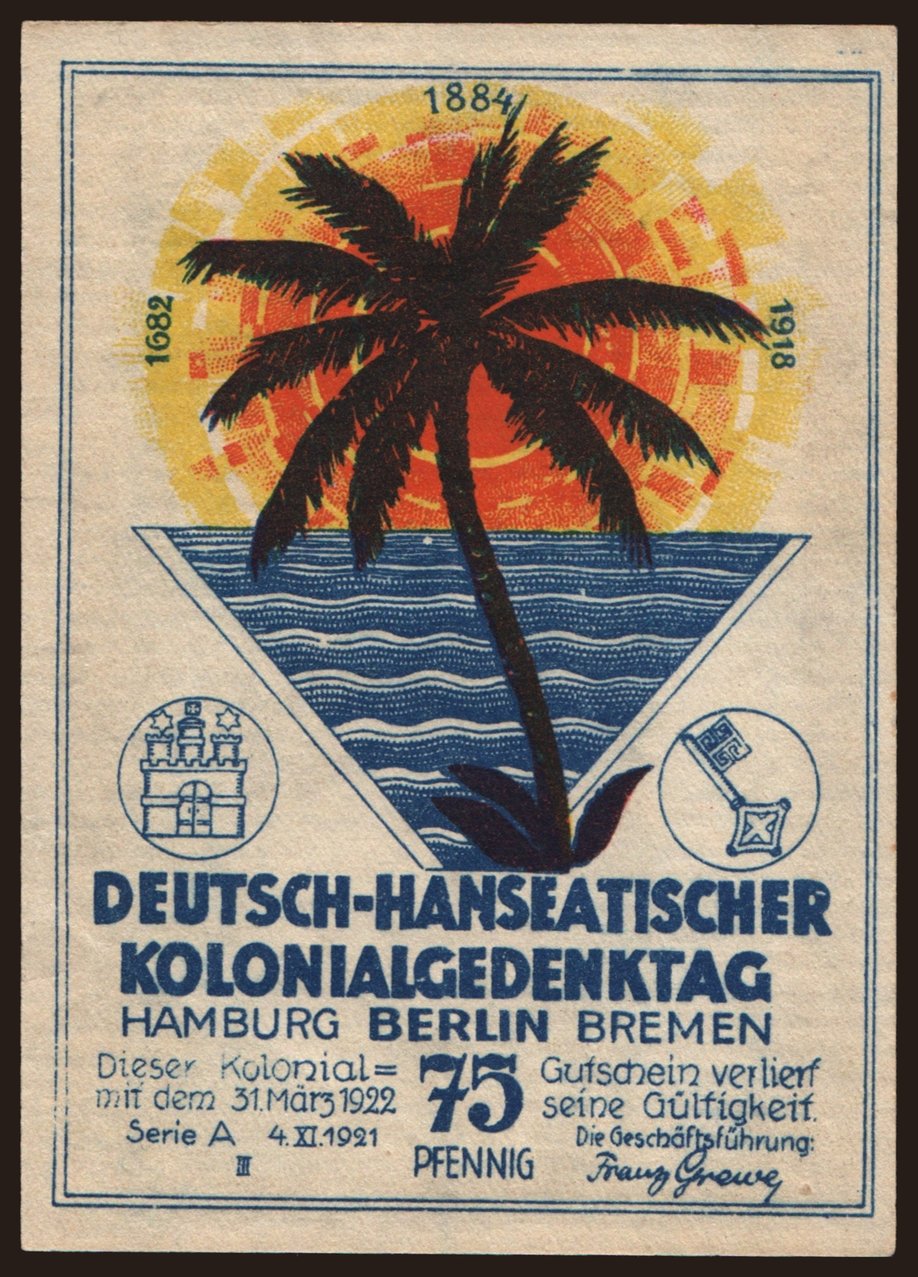 1884
1682
1918
DEUTSCH-HANSEATISCHER
KOLONIALGEDENKTAG
HAMBURG BERLIN BREMEN
Dieser Kolonial= 75 Gutschein verliert
mit dem 31. März 1922 seine Gültigkeit.
Serie A 4. XI. 1921 PFENNIG Die Geschäftsführung:
III Franz Grewe